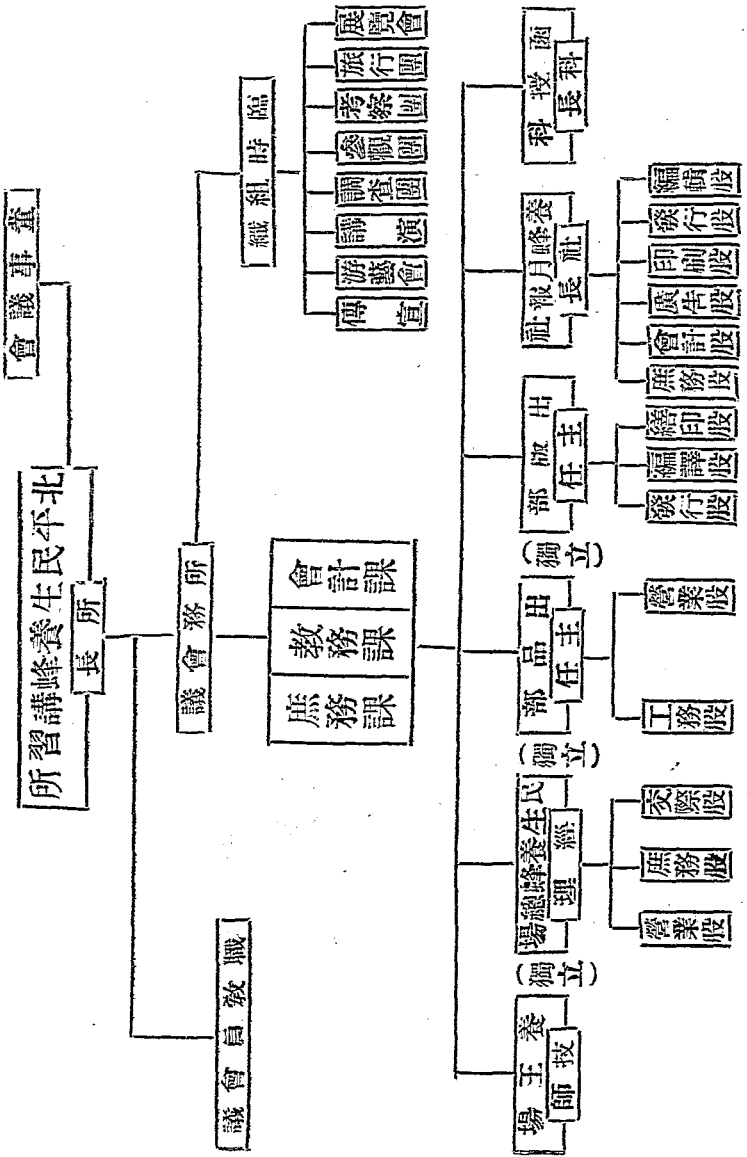 董事議會
北平民生養蜂講習所
所長
職教員會議
所務會議
臨時組織
展覽會
旅行團
考察團
參觀團
調查團
講演
游藝會
宣傳
會計課
教務課
庶務課
函授科
科長
養蜂月報社
社長
編輯股
發行股
印刷股
廣告股
會計股
庶務股
出版部
主任
繕印股
編譯股
發行股
(獨立)
出品部
主任
營業股
工務股
(獨立)
民生養蜂總場
經理
交際股
庶務股
營業股
(獨立)
養王場
技師